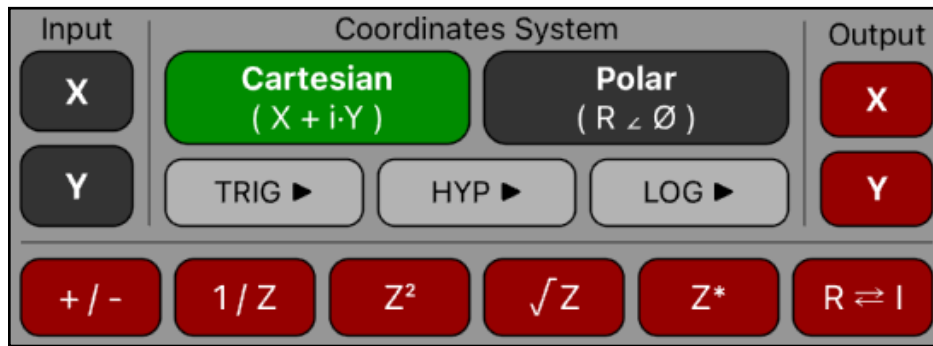 Input
Coordinates System
Output
X
Cartesian
( X + i·Y )
Polar
( R ∠ Ø )
X
Y
TRIG ►
HYP ►
LOG ►
Y
+ / -
1 / Z
Z²
√Z
Z*
R ⇄ I